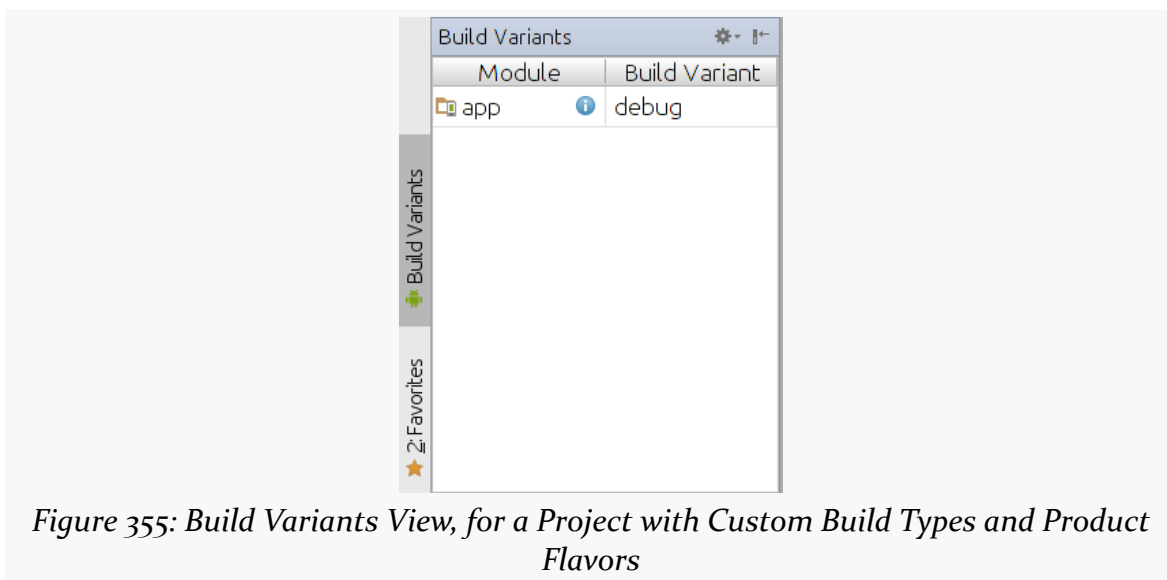 Build Variants
Module Build Variant
app debug
Build Variants
2: Favorites
Figure 355: Build Variants View, for a Project with Custom Build Types and Product
Flavors